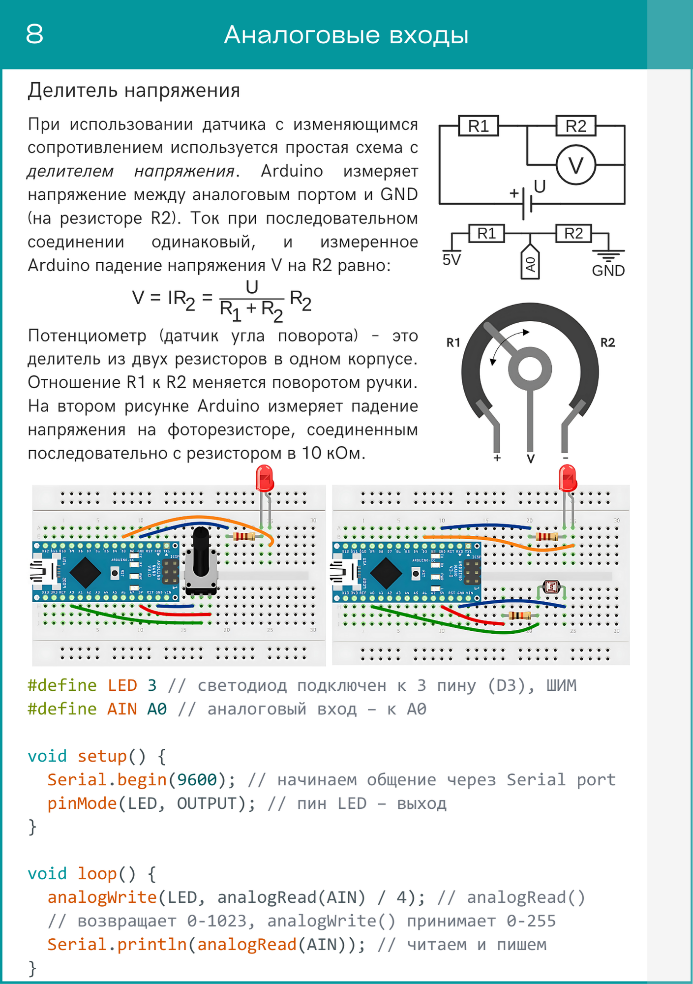 8
Аналоговые входы
Делитель напряжения
При использовании датчика с изменяющимся
сопротивлением используется простая схема с
делителем напряжения. Arduino измеряет
напряжение между аналоговым портом и GND
(на резисторе R2). Ток при последовательном
соединении одинаковый, и измеренное
Arduino падение напряжения V на R2 равно:
V = IR2 = U / (R1 + R2) R2
R1 R2
V
+ U
R1 R2
5V A0 GND
Потенциометр (датчик угла поворота) – это
делитель из двух резисторов в одном корпусе.
Отношение R1 к R2 меняется поворотом ручки.
На втором рисунке Arduino измеряет падение
напряжения на фоторезисторе, соединенным
последовательно с резистором в 10 кОм.
R1 R2
+ V –
#define LED 3 // светодиод подключен к 3 пину (D3), ШИМ
#define AIN A0 // аналоговый вход – к A0
void setup() {
Serial.begin(9600); // начинаем общение через Serial port
pinMode(LED, OUTPUT); // пин LED – выход
}
void loop() {
analogWrite(LED, analogRead(AIN) / 4); // analogRead()
// возвращает 0-1023, analogWrite() принимает 0-255
Serial.println(analogRead(AIN)); // читаем и пишем
}